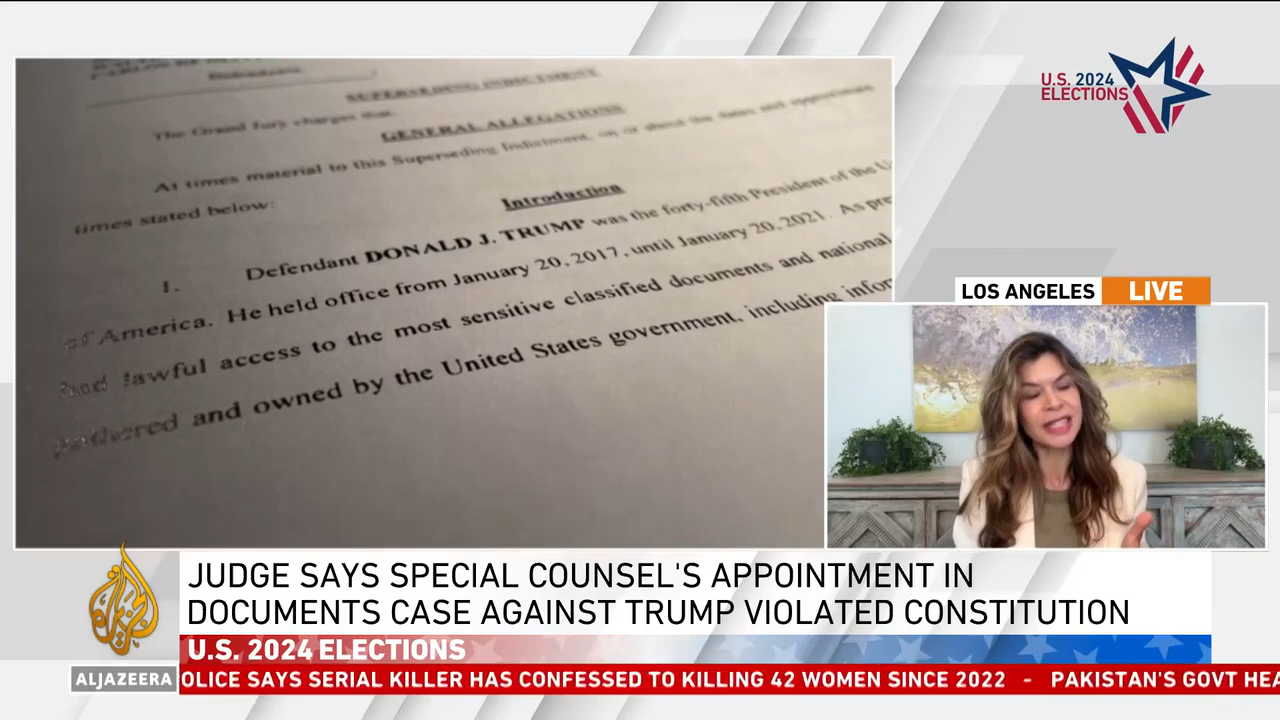 Defendants
SUPERSEDING INDICTMENT
The Grand Jury charges that:
GENERAL ALLEGATIONS
At times material to this Superseding Indictment, on or about the dates and approximate
times stated below:
Introduction
1. Defendant DONALD J. TRUMP was the forty-fifth President of the U
of America. He held office from January 20, 2017, until January 20, 2021. As pre
had lawful access to the most sensitive classified documents and national
gathered and owned by the United States government, including infor
U.S. 2024
ELECTIONS
LOS ANGELES LIVE
JUDGE SAYS SPECIAL COUNSEL'S APPOINTMENT IN
DOCUMENTS CASE AGAINST TRUMP VIOLATED CONSTITUTION
U.S. 2024 ELECTIONS
ALJAZEERA
OLICE SAYS SERIAL KILLER HAS CONFESSED TO KILLING 42 WOMEN SINCE 2022 - PAKISTAN'S GOVT HEA